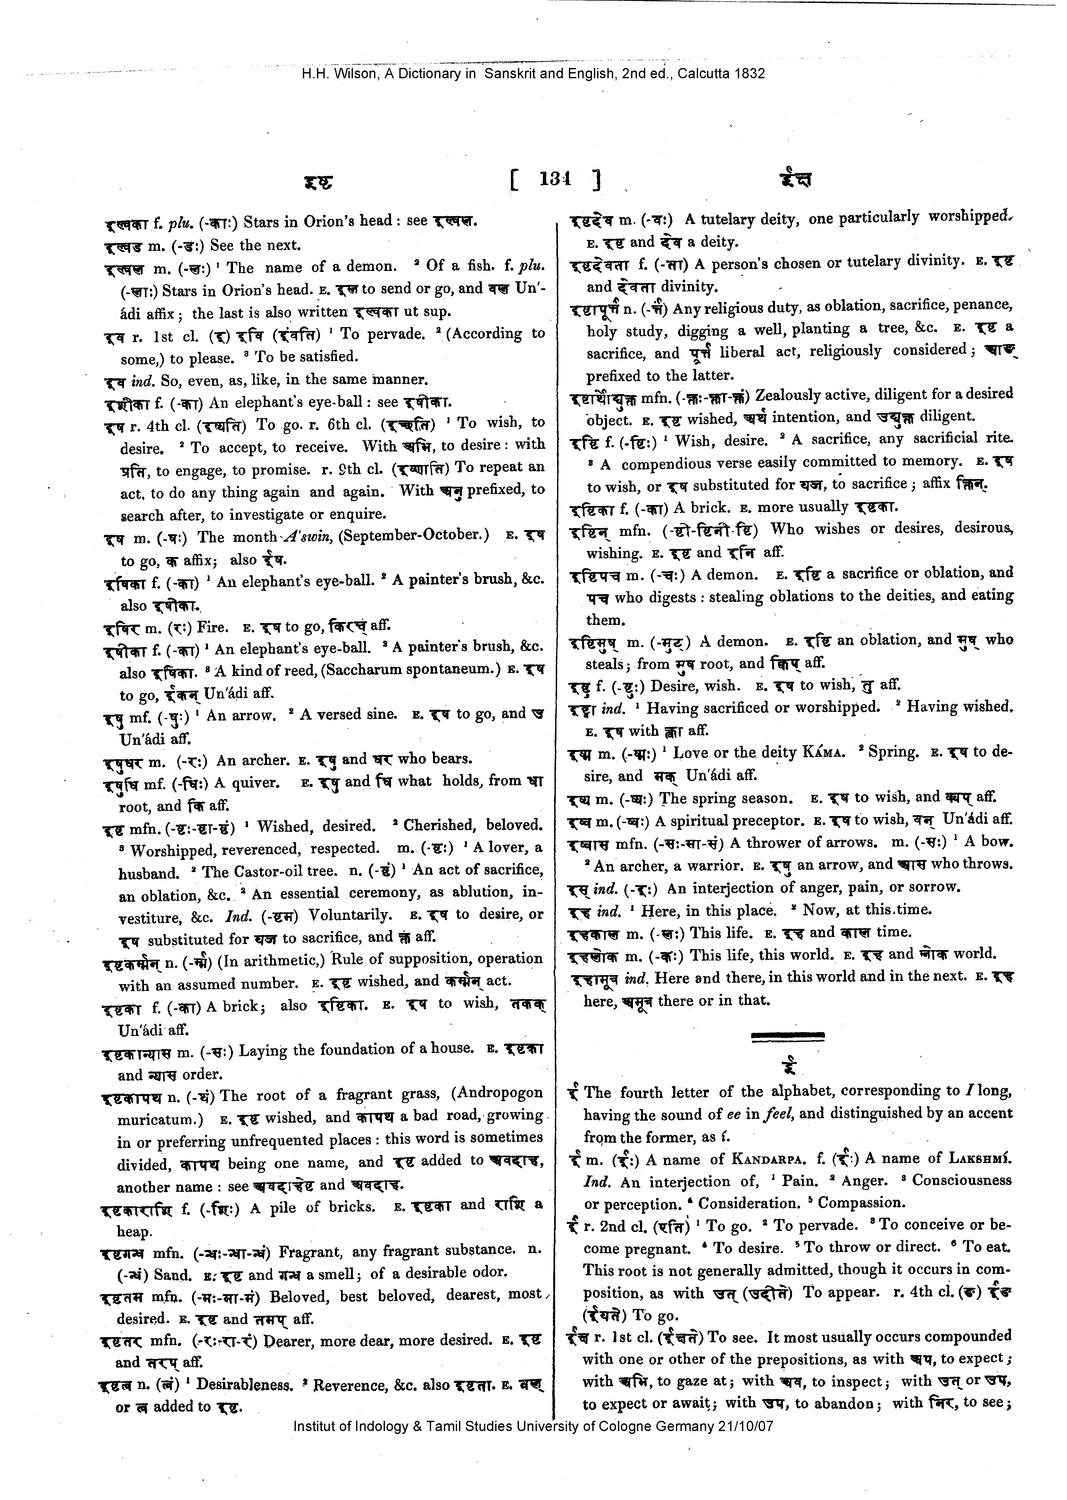 H.H. Wilson, A Dictionary in Sanskrit and English, 2nd ed., Calcutta 1832
इष्ट [ 134 ] ईक्ष
इल्वका f. plu. (-काः) Stars in Orion's head : see इल्वल.
इल्वड m. (-डः) See the next.
इल्वल m. (-लः) ¹ The name of a demon. ² Of a fish. f. plu.
(-लाः) Stars in Orion's head. E. इल to send or go, and वल Un'-
ádi affix ; the last is also written इल्वका ut sup.
इव r. 1st cl. (इ) इवि (इंवति) ¹ To pervade. ² (According to
some,) to please. ³ To be satisfied.
इव ind. So, even, as, like, in the same manner.
इशीका f. (-का) An elephant's eye-ball : see इषीका.
इष r. 4th cl. (इष्यति) To go. r. 6th cl. (इच्छति) ¹ To wish, to
desire. ² To accept, to receive. With अभि, to desire : with
प्रति, to engage, to promise. r. 9th cl. (इष्णाति) To repeat an
act, to do any thing again and again. With अनु prefixed, to
search after, to investigate or enquire.
इष m. (-षः) The month A'swin, (September-October.) E. इष
to go, क affix; also ईष.
इषिका f. (-का) ¹ An elephant's eye-ball. ² A painter's brush, &c.
also इषीका.
इषिर m. (रः) Fire. E. इष to go, किरच् aff.
इषीका f. (-का) ¹ An elephant's eye-ball. ² A painter's brush, &c.
also इषिका. ³ A kind of reed, (Saccharum spontaneum.) E. इष
to go, ईकन् Un'ádi aff.
इषु mf. (-षुः) ¹ An arrow. ² A versed sine. E. इष to go, and उ
Un'ádi aff.
इषुधर m. (-रः) An archer. E. इषु and धर who bears.
इषुधि mf. (-धिः) A quiver. E. इषु and धि what holds, from धा
root, and कि aff.
इष्ट mfn. (-ष्टः-ष्टा-ष्टं) ¹ Wished, desired. ² Cherished, beloved.
³ Worshipped, reverenced, respected. m. (-ष्टः) ¹ A lover, a
husband. ² The Castor-oil tree. n. (-ष्टं) ¹ An act of sacrifice,
an oblation, &c. ² An essential ceremony, as ablution, in-
vestiture, &c. Ind. (-ष्टम) Voluntarily. E. इष to desire, or
इष substituted for यज to sacrifice, and क्त aff.
इष्टकर्म्मन् n. (-र्म्म) (In arithmetic,) Rule of supposition, operation
with an assumed number. E. इष्ट wished, and कर्म्मन् act.
इष्टका f. (-का) A brick; also इष्टिका. E. इष to wish, तकक्
Un'ádi aff.
इष्टकान्यास m. (-सः) Laying the foundation of a house. E. इष्टका
and न्यास order.
इष्टकापथ n. (-थं) The root of a fragrant grass, (Andropogon
muricatum.) E. इष्ट wished, and कापथ a bad road, growing
in or preferring unfrequented places : this word is sometimes
divided, कापथ being one name, and इष्ट added to अवदाह,
another name : see अवदाहेष्ट and अवदाह.
इष्टकाराशि f. (-शिः) A pile of bricks. E. इष्टका and राशि a
heap.
इष्टगन्ध mfn. (-न्धः-न्धा-न्धं) Fragrant, any fragrant substance. n.
(-न्धं) Sand. E. इष्ट and गन्ध a smell; of a desirable odor.
इष्टतम mfn. (-मः-मा-मं) Beloved, best beloved, dearest, most
desired. E. इष्ट and तमप् aff.
इष्टतर mfn. (-रः-रा-रं) Dearer, more dear, more desired. E. इष्ट
and तरप् aff.
इष्टत्व n. (त्वं) ¹ Desirableness. ² Reverence, &c. also इष्टता. E. तल्
or त्व added to इष्ट.
इष्टदेव m. (-वः) A tutelary deity, one particularly worshipped.
E. इष्ट and देव a deity.
इष्टदेवता f. (-ता) A person's chosen or tutelary divinity. E. इष्ट
and देवता divinity.
इष्टापूर्त्त n. (-र्त्तं) Any religious duty, as oblation, sacrifice, penance,
holy study, digging a well, planting a tree, &c. E. इष्ट a
sacrifice, and पूर्त्त liberal act, religiously considered ; आङ्
prefixed to the latter.
इष्टार्थोद्युक्त mfn. (-क्तः-क्ता-क्तं) Zealously active, diligent for a desired
object. E. इष्ट wished, अर्थ intention, and उद्युक्त diligent.
इष्टि f. (-ष्टिः) ¹ Wish, desire. ² A sacrifice, any sacrificial rite.
³ A compendious verse easily committed to memory. E. इष
to wish, or इष substituted for यज, to sacrifice ; affix क्तिन्.
इष्टिका f. (-का) A brick. E. more usually इष्टका.
इष्टिन् mfn. (-ष्टी-ष्टिनी-ष्टि) Who wishes or desires, desirous,
wishing. E. इष्ट and इनि aff.
इष्टिपच m. (-चः) A demon. E. इष्टि a sacrifice or oblation, and
पच who digests : stealing oblations to the deities, and eating
them.
इष्टिमुष् m. (-मुट्) A demon. E. इष्टि an oblation, and मुष् who
steals; from मुष root, and क्विप् aff.
इष्टु f. (-ष्टुः) Desire, wish. E. इष to wish, तु aff.
इष्ट्वा ind. ¹ Having sacrificed or worshipped. ² Having wished.
E. इष with क्त्वा aff.
इष्म m. (-ष्मः) ¹ Love or the deity KÁMA. ² Spring. E. इष to de-
sire, and मक् Un'ádi aff.
इष्य m. (-ष्यः) The spring season. E. इष to wish, and क्यप् aff.
इष्व m. (-ष्वः) A spiritual preceptor. E. इष to wish, वन् Un'ádi aff.
इष्वास mfn. (-सः-सा-सं) A thrower of arrows. m. (-सः) ¹ A bow.
² An archer, a warrior. E. इषु an arrow, and आस who throws.
इस् ind. (-इः) An interjection of anger, pain, or sorrow.
इह ind. ¹ Here, in this place. ² Now, at this time.
इहकाल m. (-लः) This life. E. इह and काल time.
इहलोक m. (-कः) This life, this world. E. इह and लोक world.
इहामूत्र ind. Here and there, in this world and in the next. E. इह
here, अमूत्र there or in that.
ई
ई The fourth letter of the alphabet, corresponding to I long,
having the sound of ee in feel, and distinguished by an accent
from the former, as í.
ई m. (ईः) A name of KANDARPA. f. (ईः) A name of LAKSHMÍ.
Ind. An interjection of, ¹ Pain. ² Anger. ³ Consciousness
or perception. ⁴ Consideration. ⁵ Compassion.
ई r. 2nd cl. (एति) ¹ To go. ² To pervade. ³ To conceive or be-
come pregnant. ⁴ To desire. ⁵ To throw or direct. ⁶ To eat.
This root is not generally admitted, though it occurs in com-
position, as with उत् (उदीते) To appear. r. 4th cl. (ङ) ईङ
(ईयते) To go.
ईक्ष r. 1st cl. (ईक्षते) To see. It most usually occurs compounded
with one or other of the prepositions, as with अप, to expect ;
with अभि, to gaze at ; with अव, to inspect ; with उत् or उप,
to expect or await; with उप, to abandon ; with निर, to see ;
Institut of Indology & Tamil Studies University of Cologne Germany 21/10/07